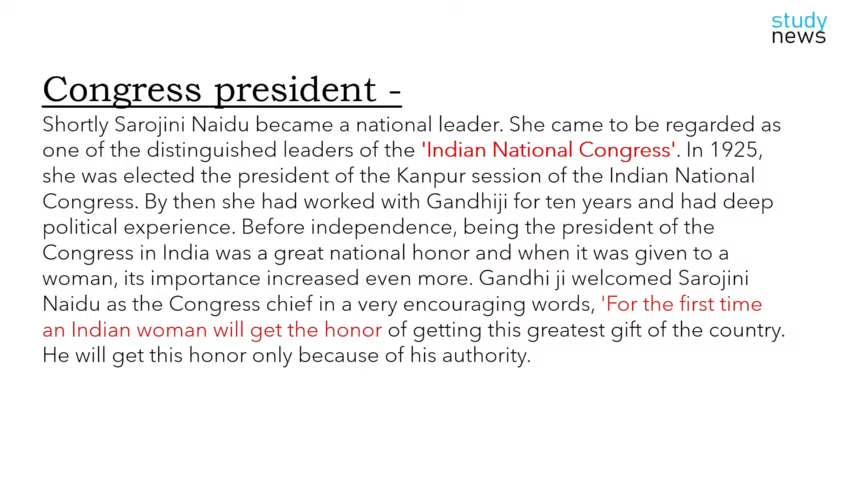 study
news
Congress president -
Shortly Sarojini Naidu became a national leader. She came to be regarded as
one of the distinguished leaders of the 'Indian National Congress'. In 1925,
she was elected the president of the Kanpur session of the Indian National
Congress. By then she had worked with Gandhiji for ten years and had deep
political experience. Before independence, being the president of the
Congress in India was a great national honor and when it was given to a
woman, its importance increased even more. Gandhi ji welcomed Sarojini
Naidu as the Congress chief in a very encouraging words, 'For the first time
an Indian woman will get the honor of getting this greatest gift of the country.
He will get this honor only because of his authority.